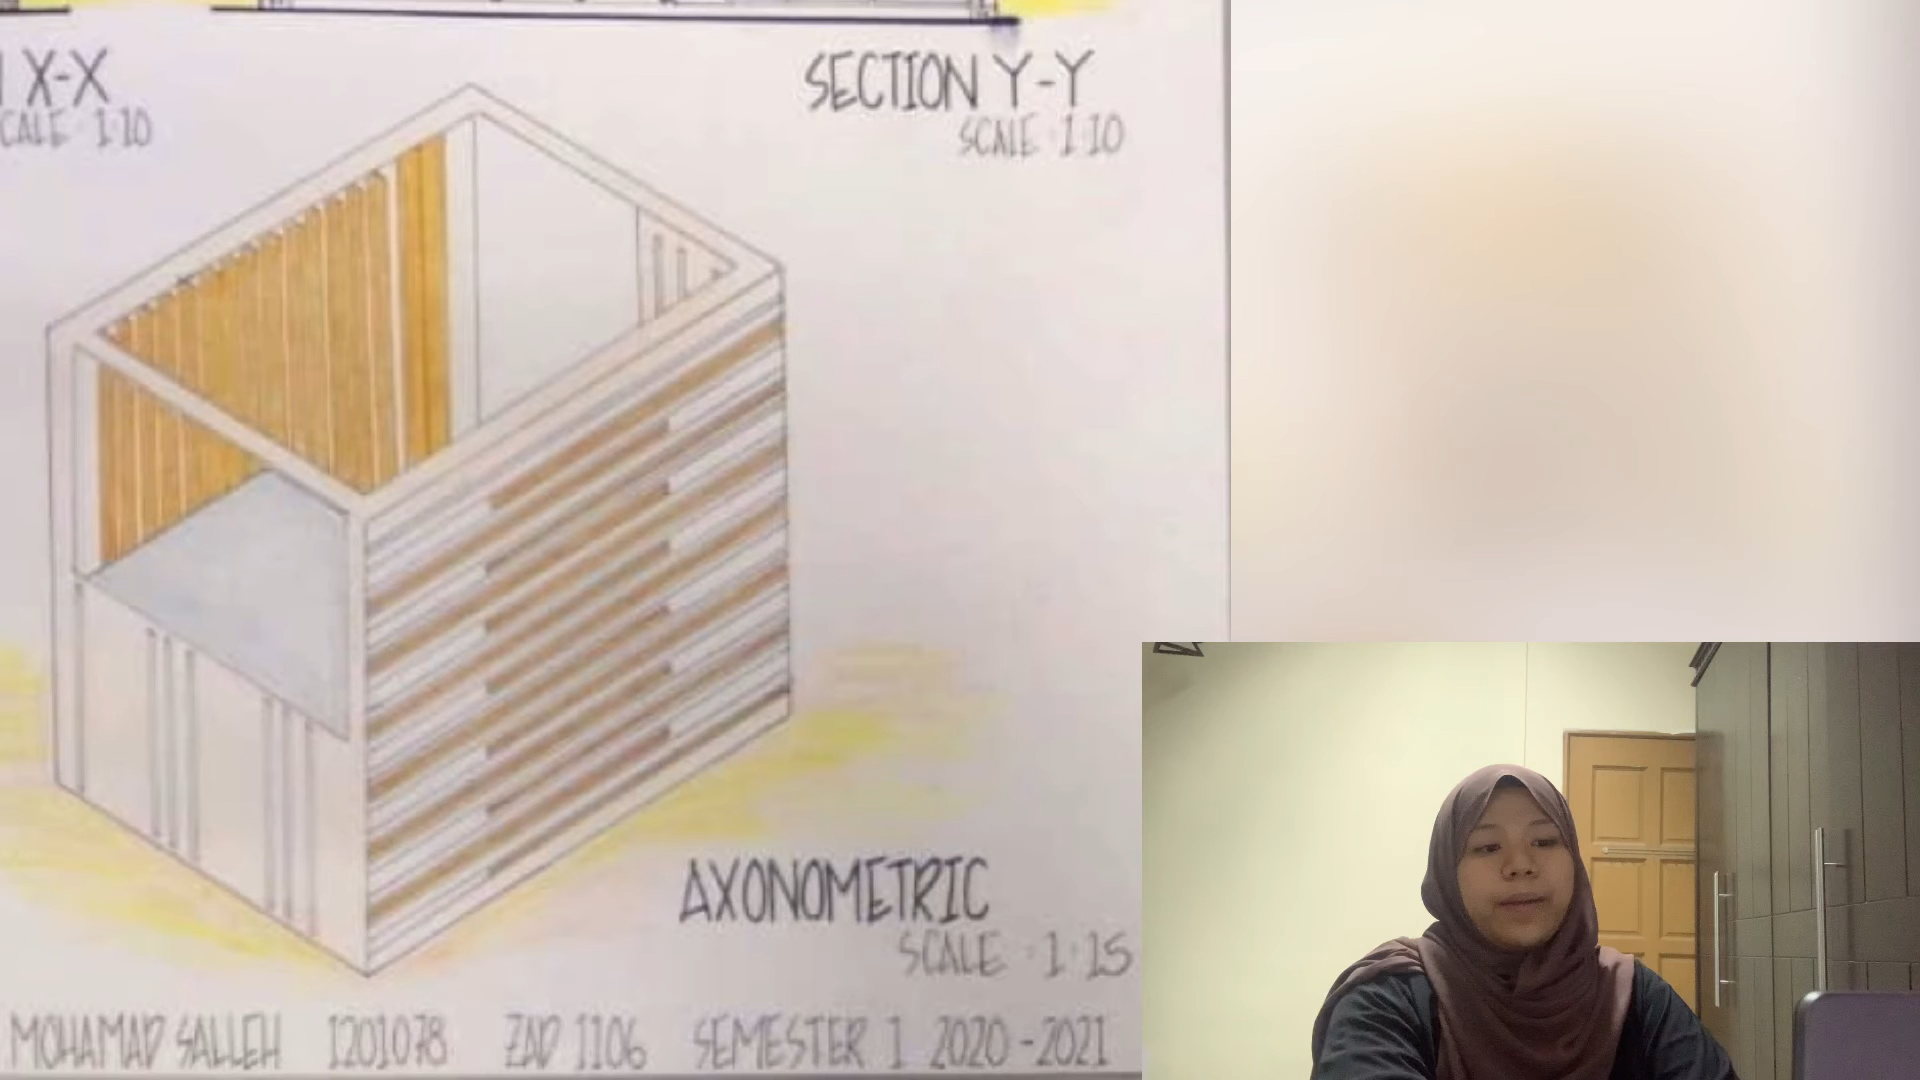 X-X
SCALE 1:10
SECTION Y-Y
SCALE : 1:10
AXONOMETRIC
SCALE : 1:15
MOHAMAD SALLEH 1201078 ZAD 1106 SEMESTER 1 2020-2021